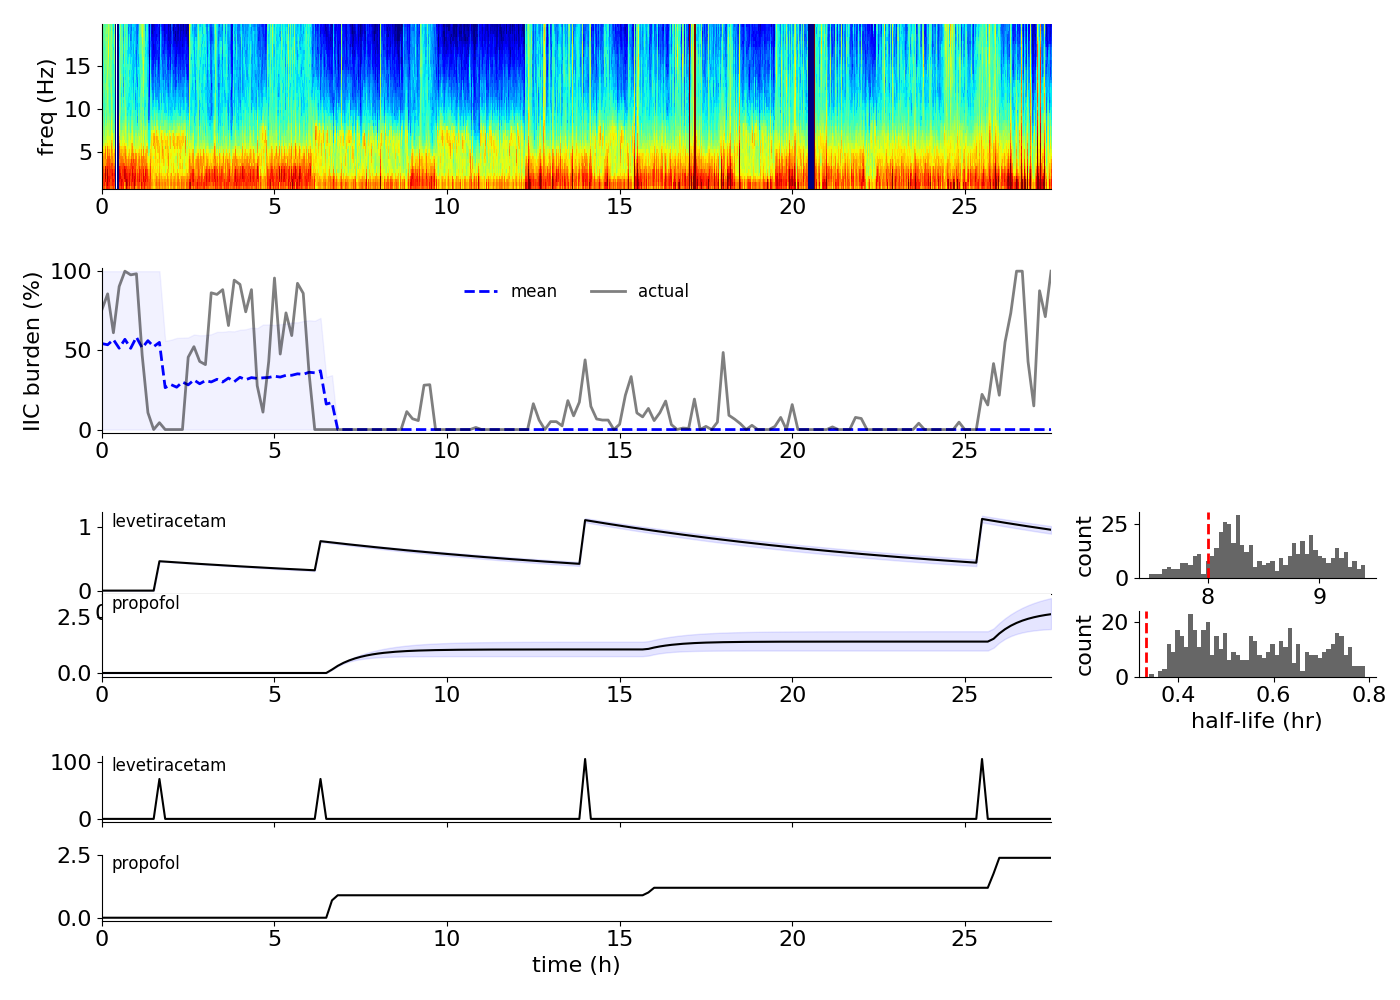 freq (Hz)
15
10
5
0 5 10 15 20 25
IIC burden (%)
100
50
0
mean actual
0 5 10 15 20 25
levetiracetam
1
0
0
propofol
2.5
0.0
0 5 10 15 20 25
count
25
0
8 9
count
20
0
0.4 0.6 0.8
half-life (hr)
levetiracetam
100
0
propofol
2.5
0.0
0 5 10 15 20 25
time (h)